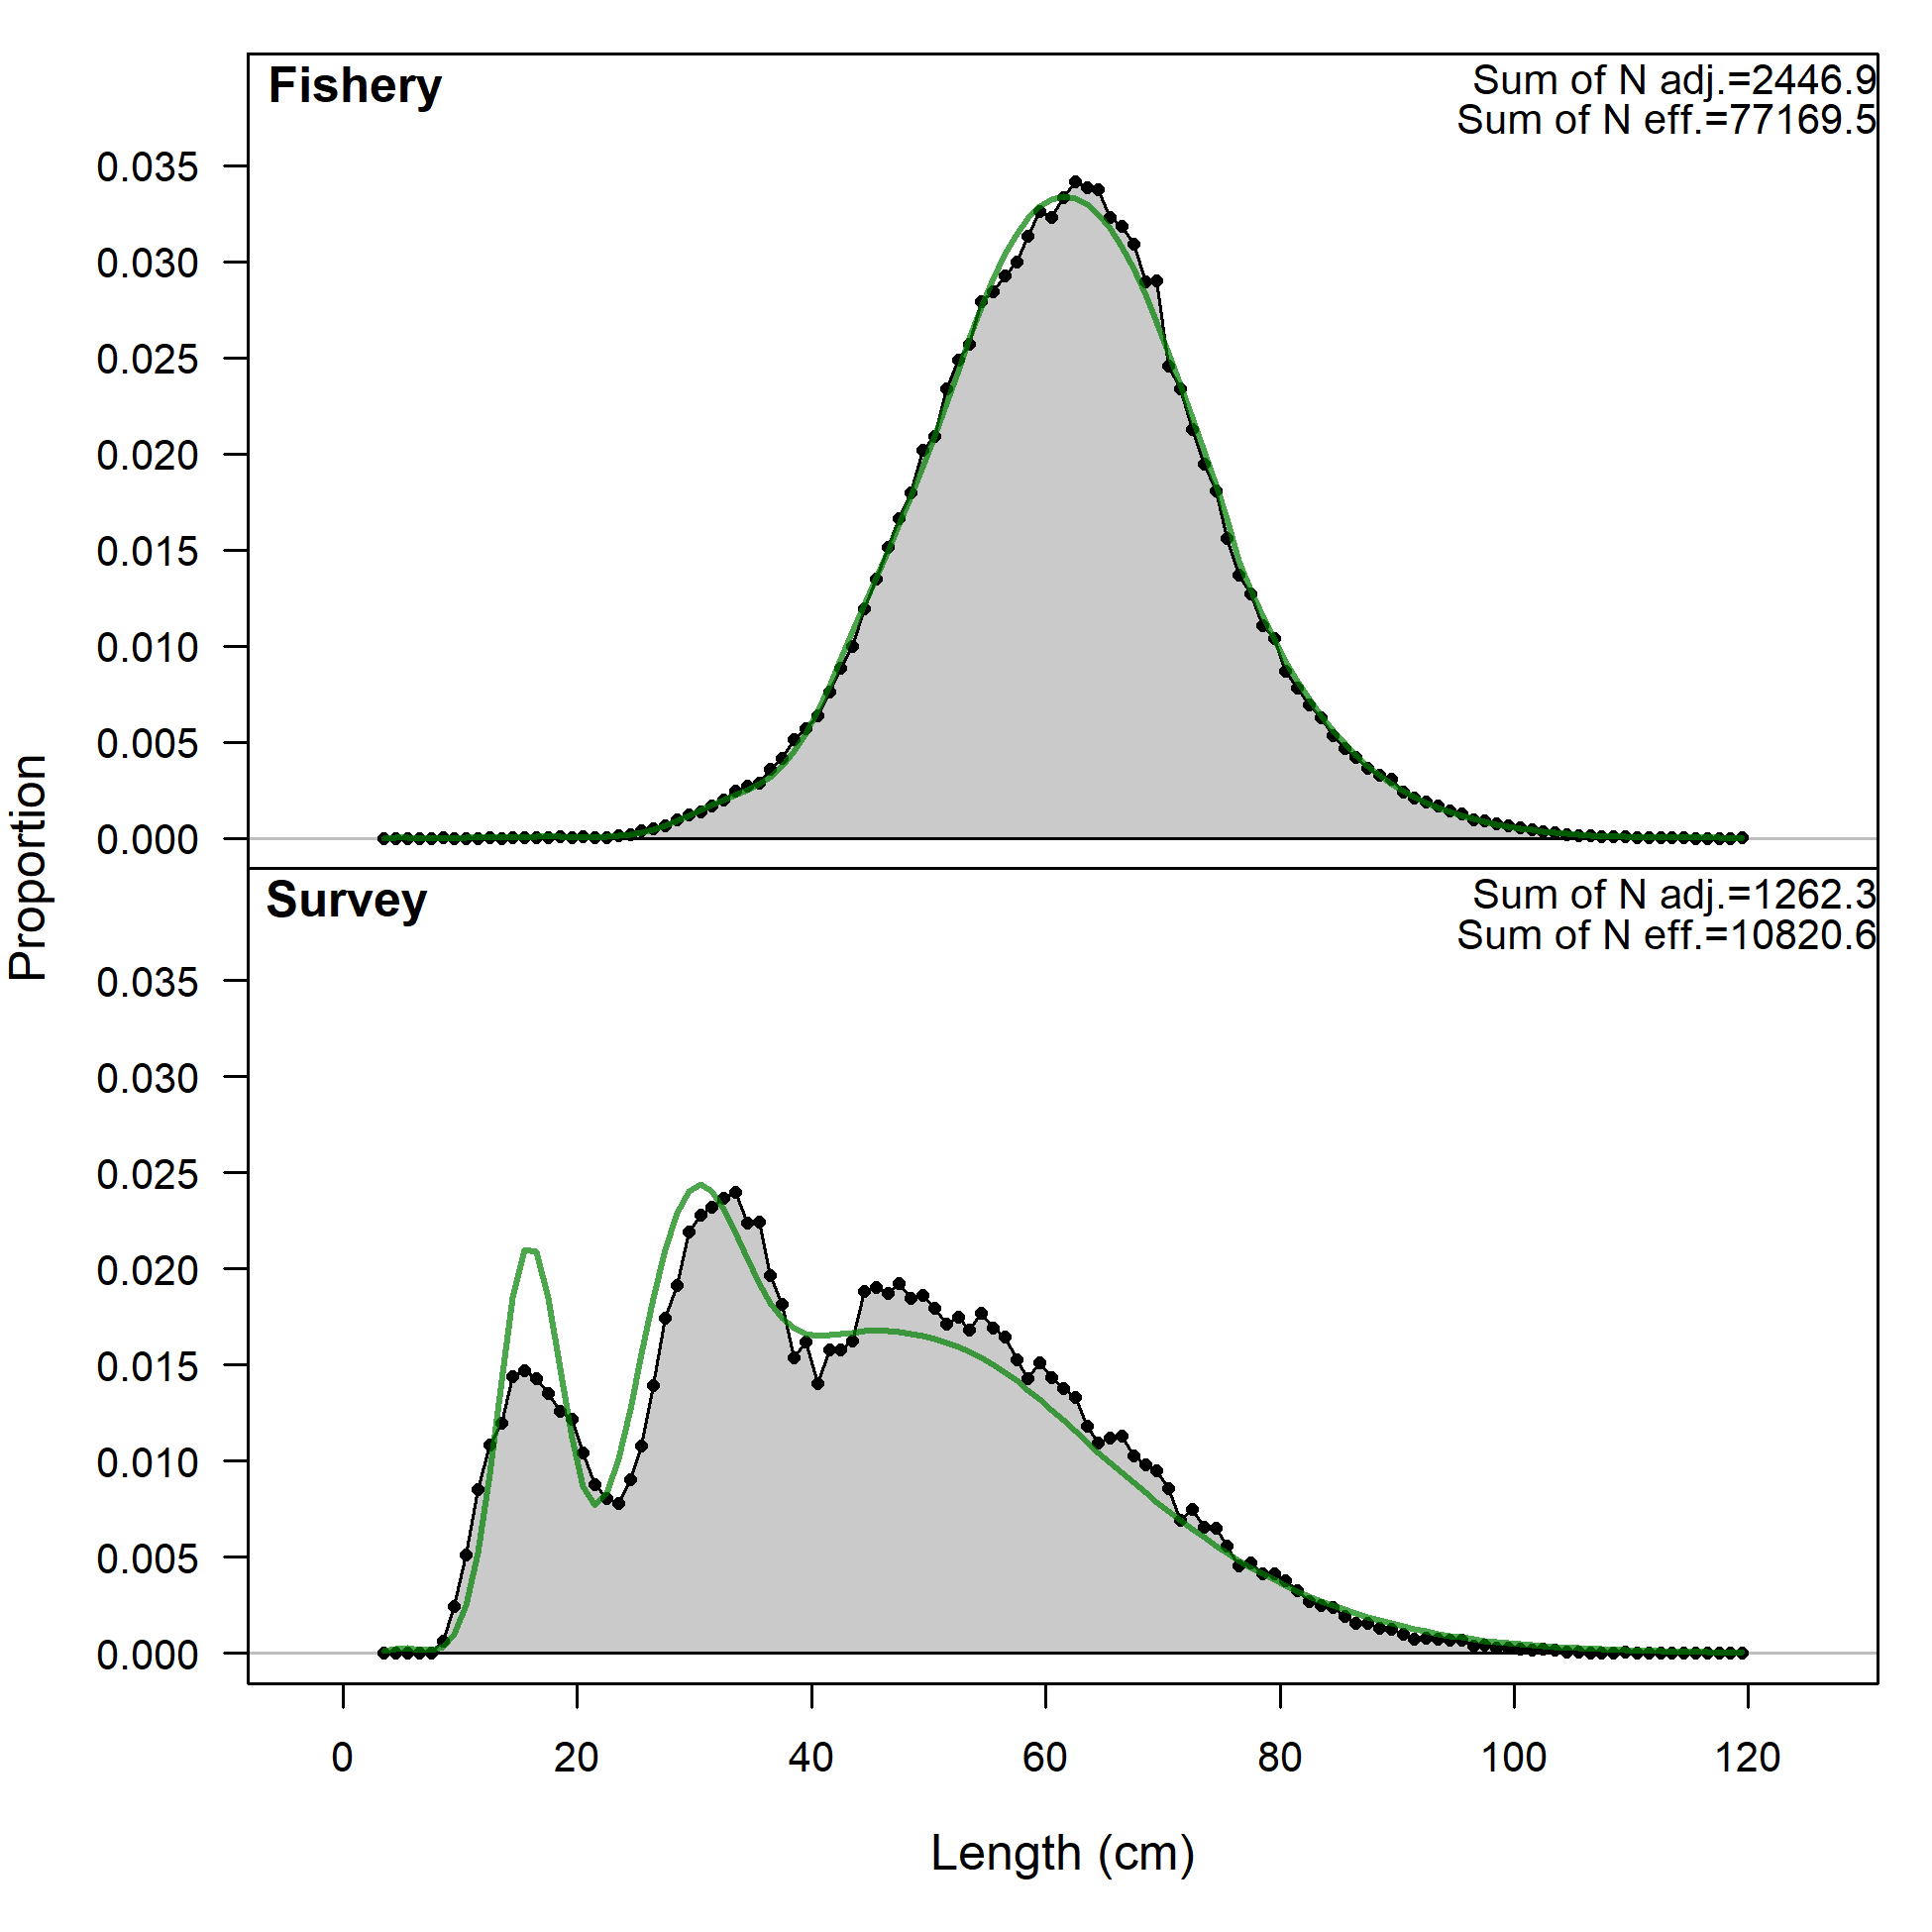 Fishery
Sum of N adj.=2446.9
Sum of N eff.=77169.5
0.035
0.030
0.025
0.020
0.015
0.010
0.005
0.000
Proportion
Survey
Sum of N adj.=1262.3
Sum of N eff.=10820.6
0.035
0.030
0.025
0.020
0.015
0.010
0.005
0.000
0 20 40 60 80 100 120
Length (cm)